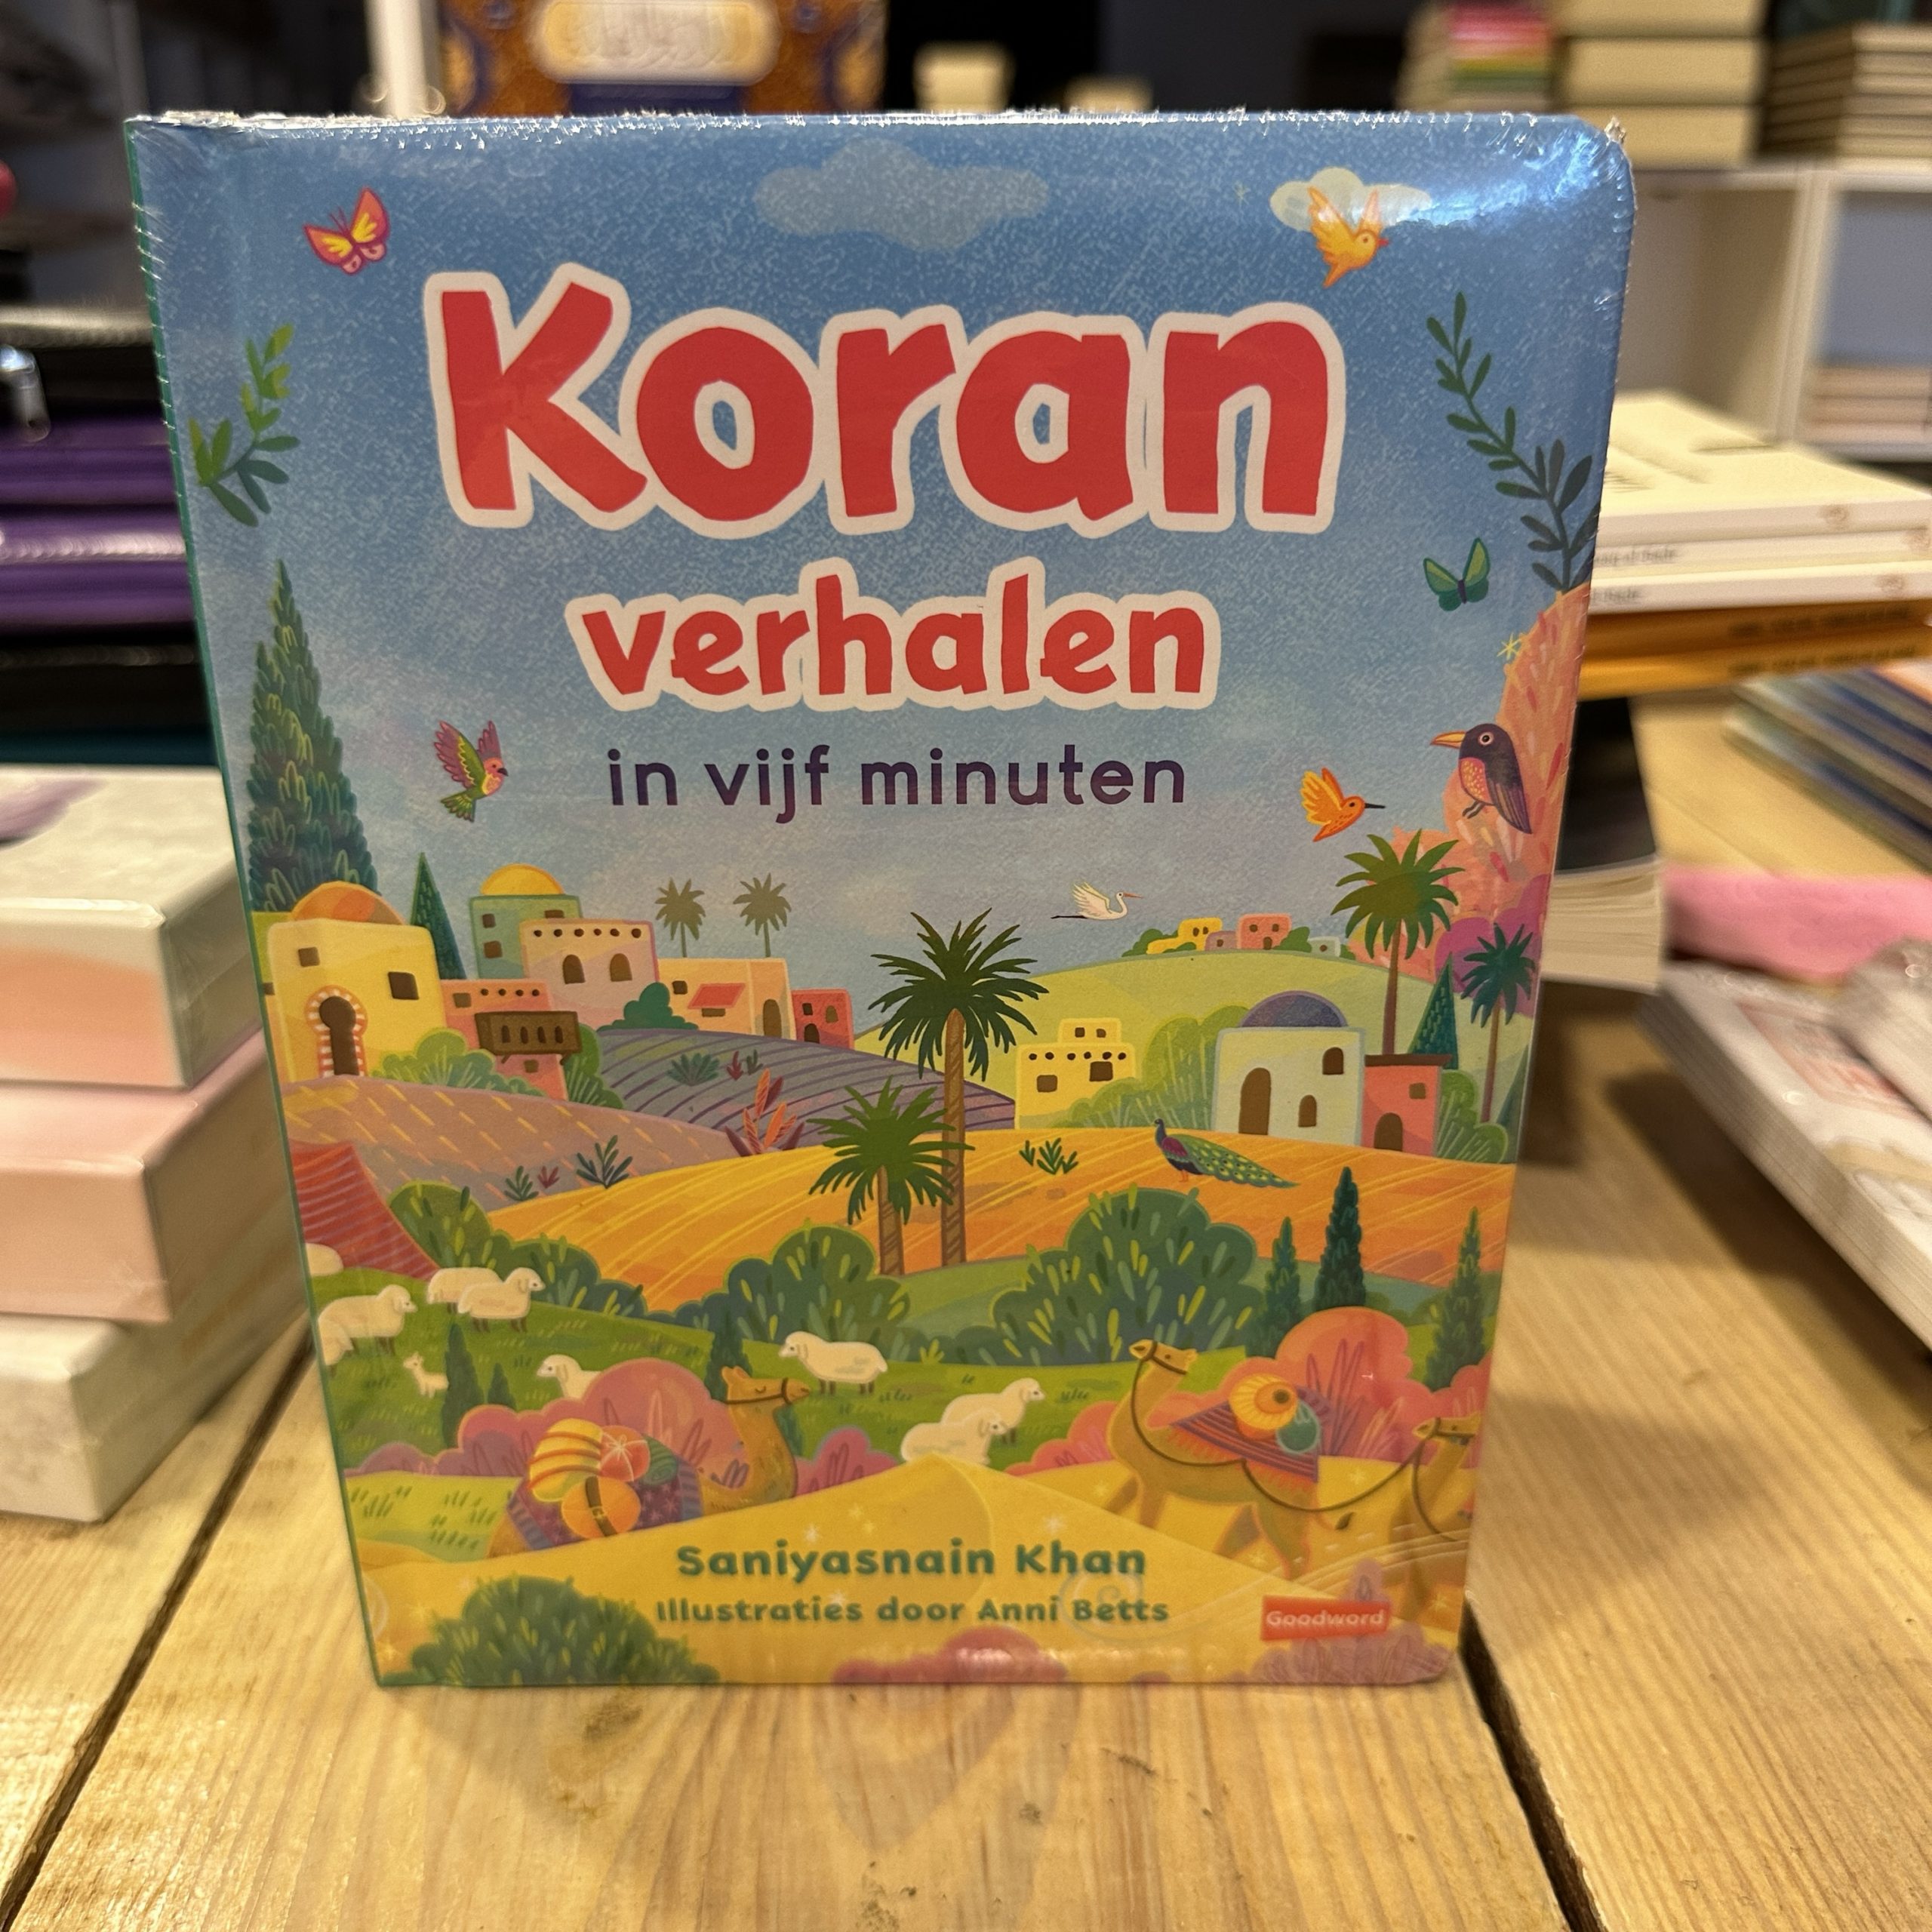 Koran
verhalen
in vijf minuten
Saniyasnain Khan
Illustraties door Anni Betts
Goodword